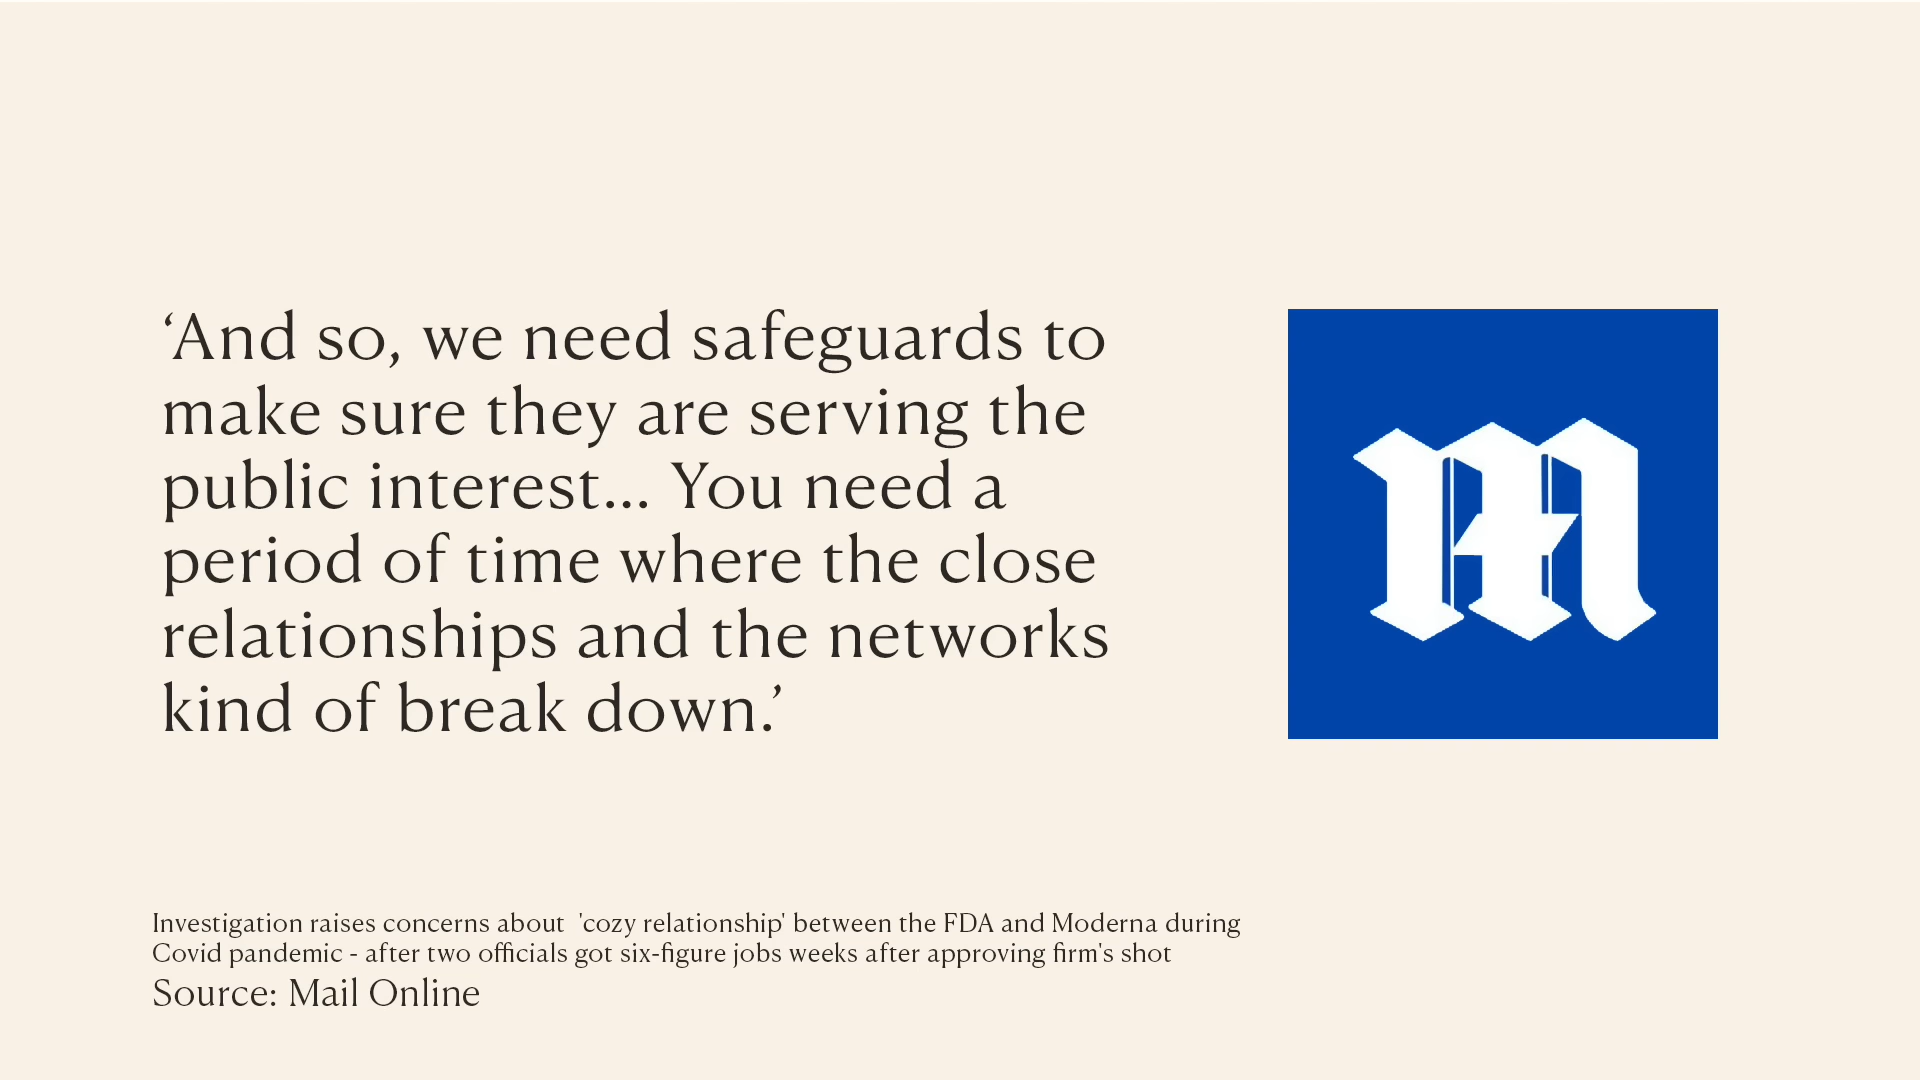 ‘And so, we need safeguards to
make sure they are serving the
public interest... You need a
period of time where the close
relationships and the networks
kind of break down.’
m
Investigation raises concerns about  'cozy relationship' between the FDA and Moderna during
Covid pandemic - after two officials got six-figure jobs weeks after approving firm's shot
Source: Mail Online